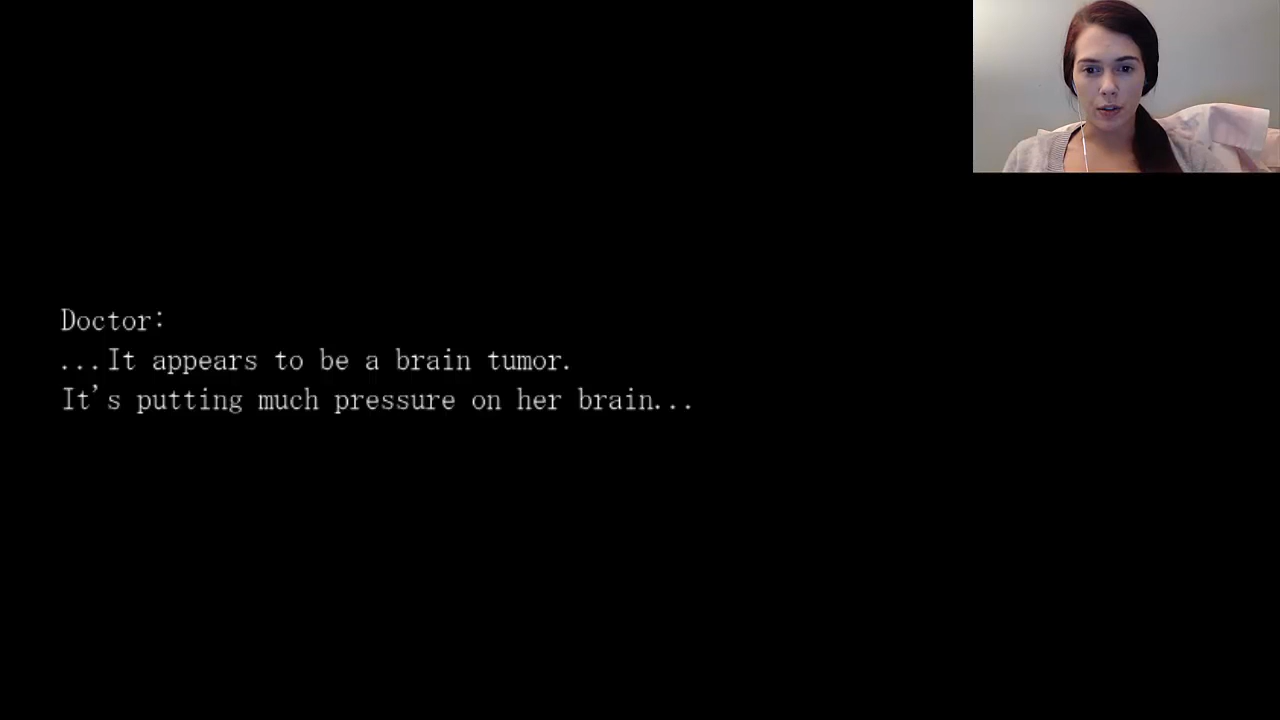 Doctor:
...It appears to be a brain tumor.
It's putting much pressure on her brain...